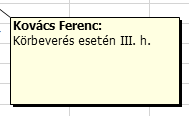 Kovács Ferenc:
Körbeverés esetén III. h.